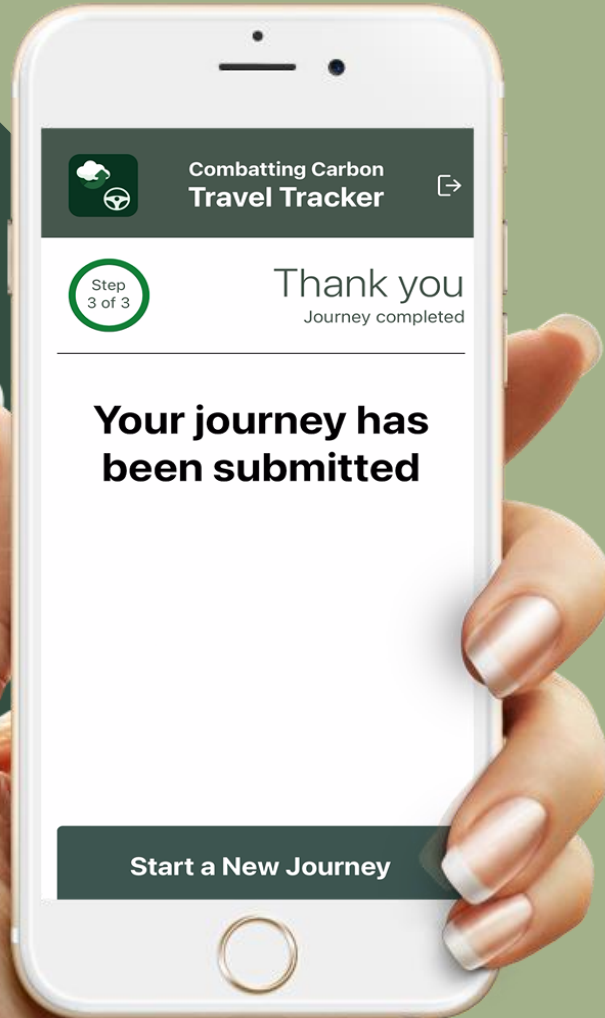 Combatting Carbon
Travel Tracker
Step
3 of 3
Thank you
Journey completed
Your journey has
been submitted
Start a New Journey